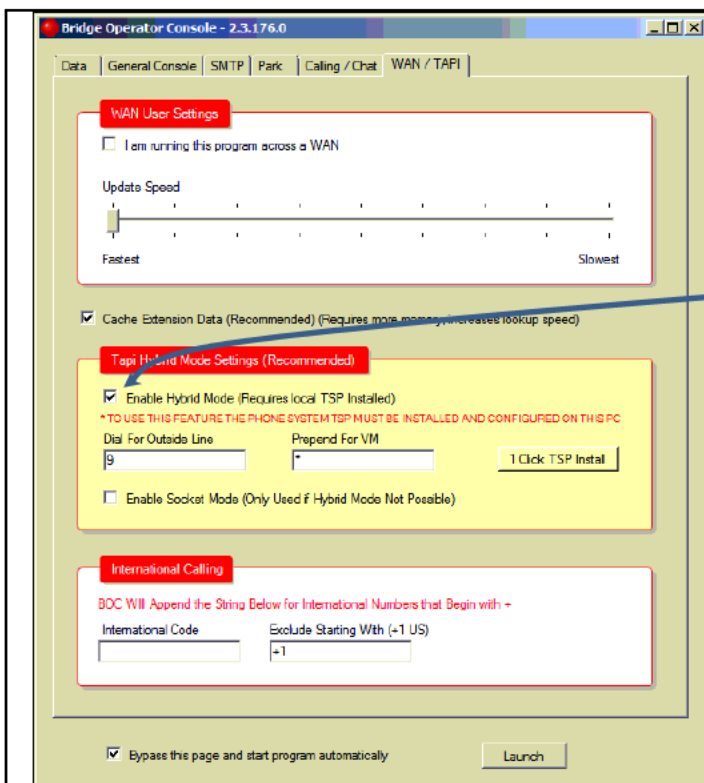 Bridge Operator Console - 2.3.176.0
Data General Console SMTP Park Calling / Chat WAN / TAPI
WAN User Settings
I am running this program across a WAN
Update Speed
Fastest Slowest
Cache Extension Data (Recommended) (Requires more memory, increases lookup speed)
Tapi Hybrid Mode Settings (Recommended)
Enable Hybrid Mode (Requires local TSP Installed)
* TO USE THIS FEATURE THE PHONE SYSTEM TSP MUST BE INSTALLED AND CONFIGURED ON THIS PC
Dial For Outside Line Prepend For VM
9 * 1 Click TSP Install
Enable Socket Mode (Only Used if Hybrid Mode Not Possible)
International Calling
BOC Will Append the String Below for International Numbers that Begin with +
International Code Exclude Starting With (+1 US)
+1
Bypass this page and start program automatically Launch